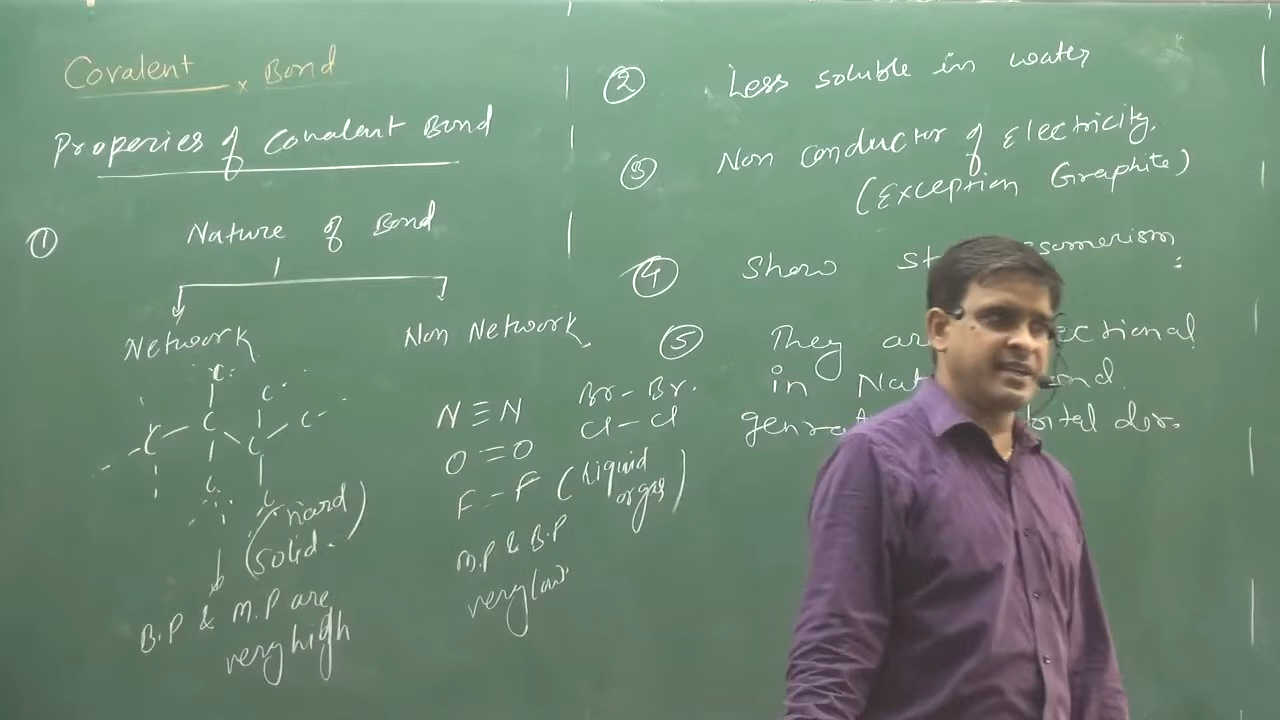 Covalent Bond
Properies of Covalent Bond
① Nature of Bond
Network
Non Network
C
C C C C
C
C
N≡N Br-Br.
O=O Cl-Cl
F-F (Liquid or gas)
(hard solid.)
B.P & M.P are very high
M.P & B.P very low.
② Less soluble in water
③ Non conductor of Electricity.
(Exception Graphite)
④ Show
⑤ They
in